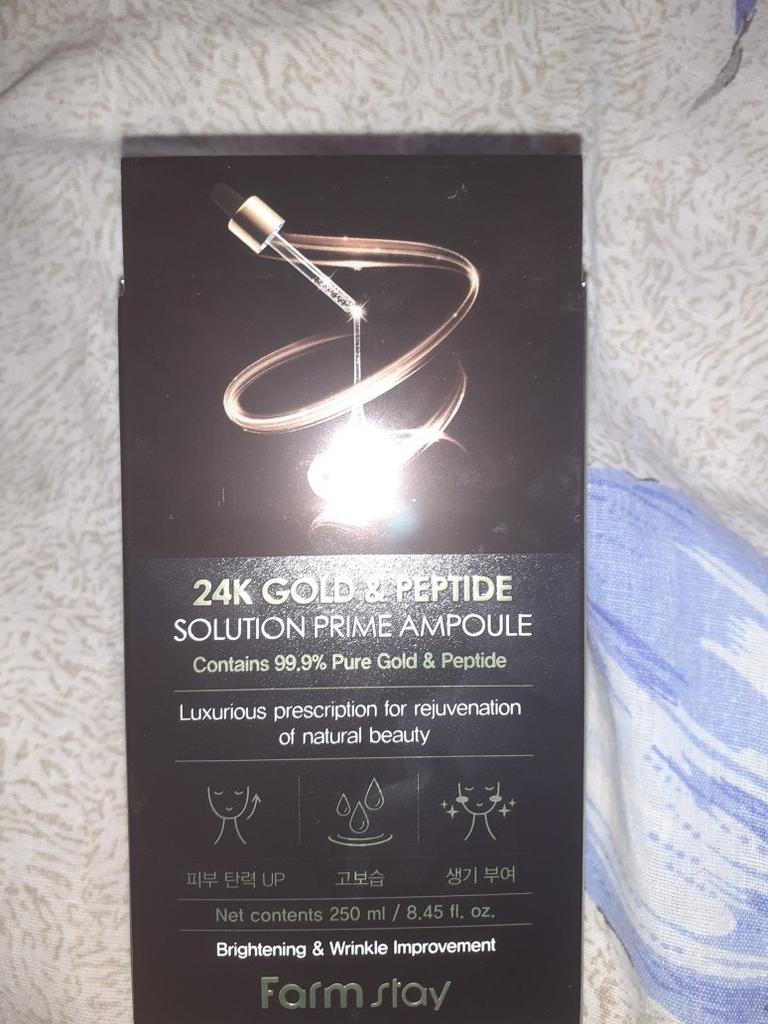 24K GOLD & PEPTIDE
SOLUTION PRIME AMPOULE
Contains 99.9% Pure Gold & Peptide
Luxurious prescription for rejuvenation
of natural beauty
피부 탄력 UP 고보습 생기 부여
Net contents 250 ml / 8.45 fl. oz.
Brightening & Wrinkle Improvement
Farm stay